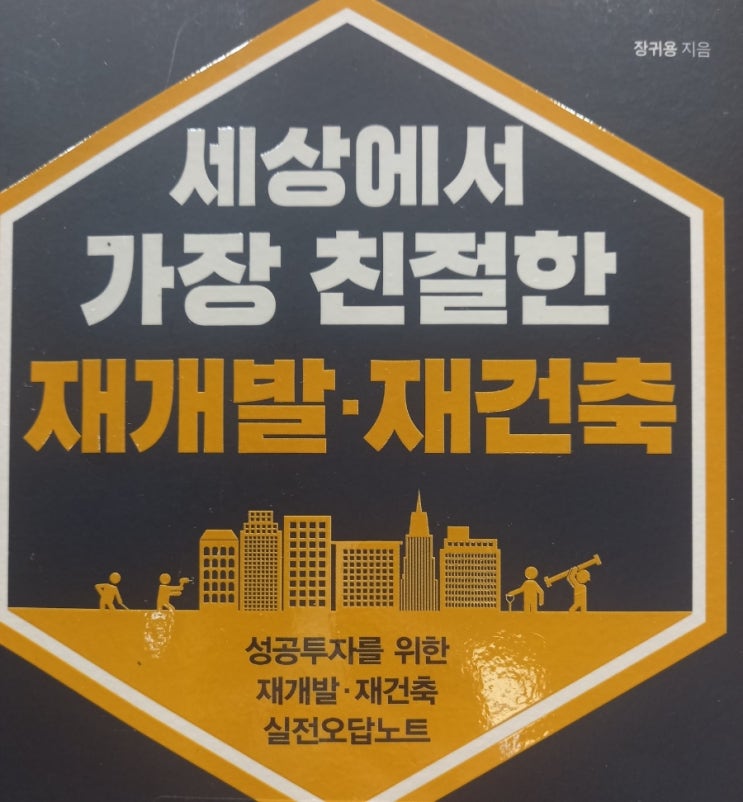 장귀용 지음
세상에서
가장 친절한
재개발·재건축
성공투자를 위한
재개발·재건축
실전오답노트